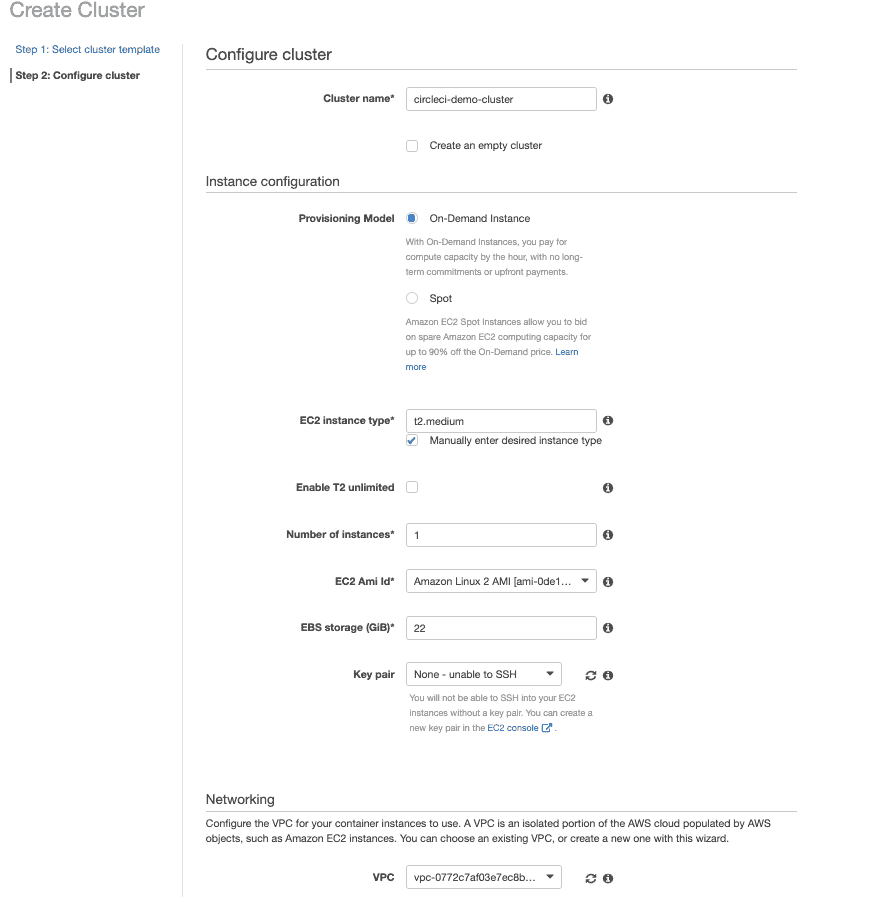 Create Cluster
Step 1: Select cluster template
Step 2: Configure cluster
Configure cluster
Cluster name*
circleci-demo-cluster
Create an empty cluster
Instance configuration
Provisioning Model
On-Demand Instance
With On-Demand Instances, you pay for
compute capacity by the hour, with no long-
term commitments or upfront payments.
Spot
Amazon EC2 Spot Instances allow you to bid
on spare Amazon EC2 computing capacity for
up to 90% off the On-Demand price. Learn
more
EC2 instance type*
t2.medium
Manually enter desired instance type
Enable T2 unlimited
Number of instances*
1
EC2 Ami Id*
Amazon Linux 2 AMI [ami-0de1...
EBS storage (GiB)*
22
Key pair
None - unable to SSH
You will not be able to SSH into your EC2
instances without a key pair. You can create a
new key pair in the EC2 console .
Networking
Configure the VPC for your container instances to use. A VPC is an isolated portion of the AWS cloud populated by AWS
objects, such as Amazon EC2 instances. You can choose an existing VPC, or create a new one with this wizard.
VPC
vpc-0772c7af03e7ec8b...